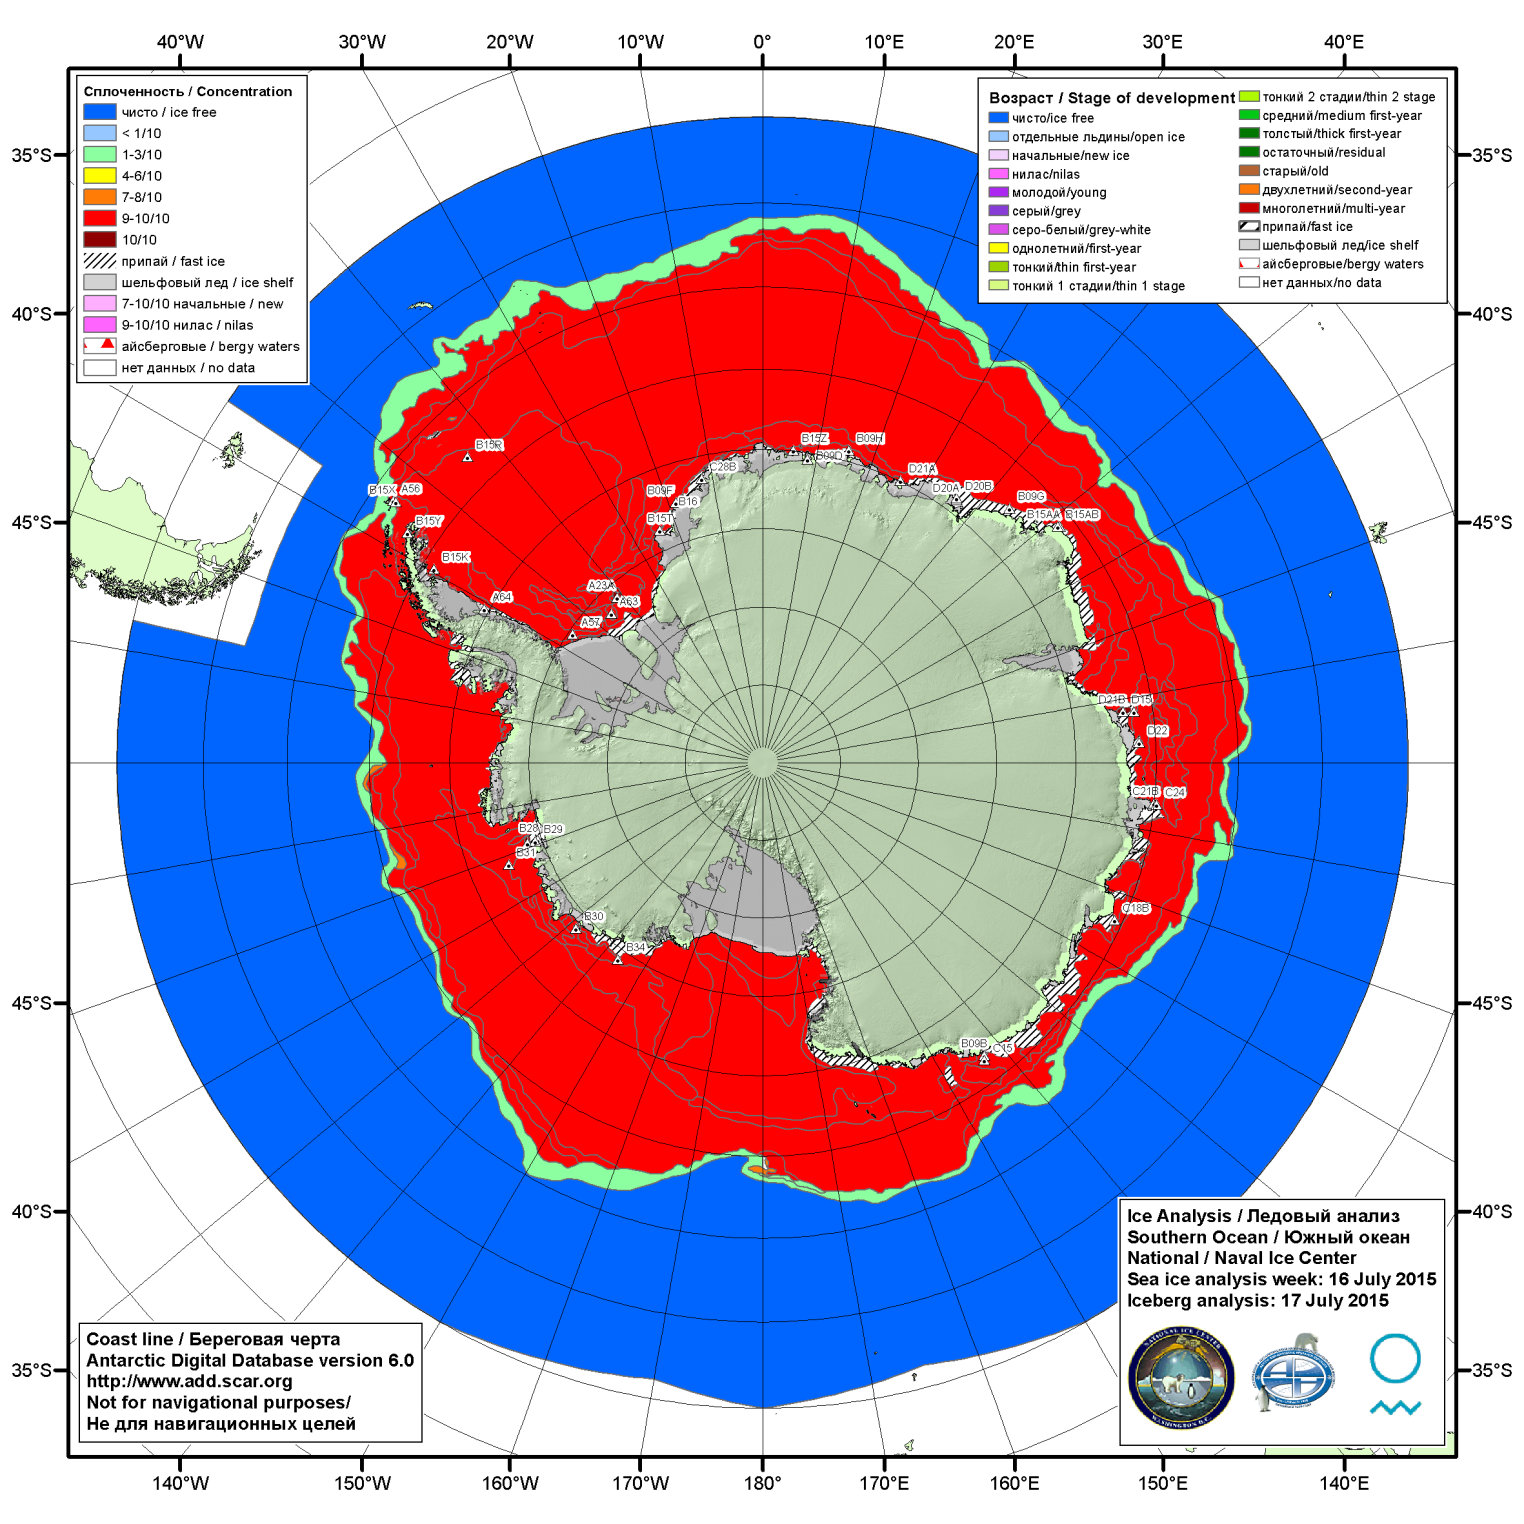 40°W 30°W 20°W 10°W 0° 10°E 20°E 30°E 40°E
Сплоченность / Concentration
чисто / ice free
< 1/10
1-3/10
4-6/10
7-8/10
9-10/10
10/10
припай / fast ice
шельфовый лед / ice shelf
7-10/10 начальные / new
9-10/10 нилас / nilas
айсберговые / bergy waters
нет данных / no data
Возраст / Stage of development
чисто/ice free
отдельные льдины/open ice
начальные/new ice
нилас/nilas
молодой/young
серый/grey
серо-белый/grey-white
однолетний/first-year
тонкий/thin first-year
тонкий 1 стадии/thin 1 stage
тонкий 2 стадии/thin 2 stage
средний/medium first-year
толстый/thick first-year
остаточный/residual
старый/old
двухлетний/second-year
многолетний/multi-year
припай/fast ice
шельфовый лед/ice shelf
айсберговые/bergy waters
нет данных/no data
35°S 35°S
40°S 40°S
45°S 45°S
B15R
B15Z
B09H
B09D
C28B
D21A
D20A
D20B
B09F
B16
B15T
B09G
B15AA
B15AB
B15X
A56
B15Y
B15K
A64
A23A
A63
A57
D21B
D15
D22
C21B
C24
B28
B29
B31
C18B
B30
B34
B09B
C15
45°S 45°S
40°S 40°S
35°S 35°S
Ice Analysis / Ледовый анализ
Southern Ocean / Южный океан
National / Naval Ice Center
Sea ice analysis week: 16 July 2015
Iceberg analysis: 17 July 2015
NATIONAL ICE CENTER
WASHINGTON D.C.
Coast line / Береговая черта
Antarctic Digital Database version 6.0
http://www.add.scar.org
Not for navigational purposes/
Не для навигационных целей
140°W 150°W 160°W 170°W 180° 170°E 160°E 150°E 140°E